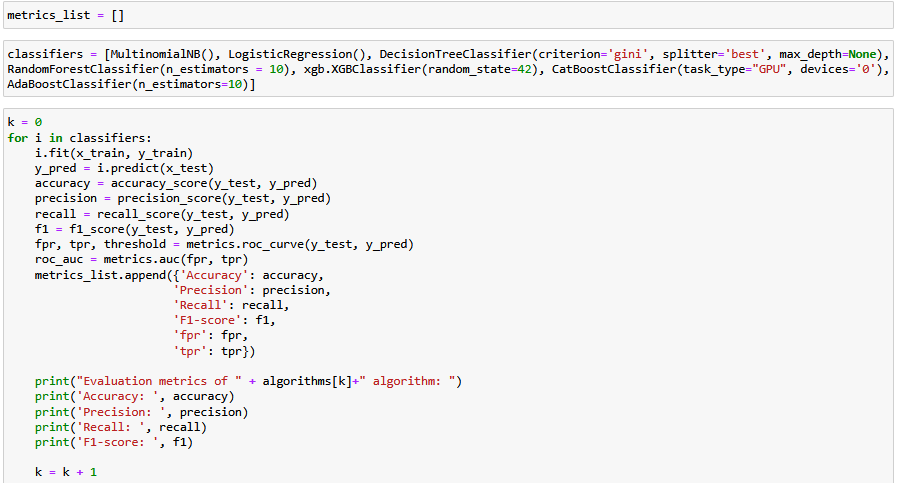 metrics_list = []
classifiers = [MultinomialNB(), LogisticRegression(), DecisionTreeClassifier(criterion='gini', splitter='best', max_depth=None),
RandomForestClassifier(n_estimators = 10), xgb.XGBClassifier(random_state=42), CatBoostClassifier(task_type="GPU", devices='0'),
AdaBoostClassifier(n_estimators=10)]
k = 0
for i in classifiers:
    i.fit(x_train, y_train)
    y_pred = i.predict(x_test)
    accuracy = accuracy_score(y_test, y_pred)
    precision = precision_score(y_test, y_pred)
    recall = recall_score(y_test, y_pred)
    f1 = f1_score(y_test, y_pred)
    fpr, tpr, threshold = metrics.roc_curve(y_test, y_pred)
    roc_auc = metrics.auc(fpr, tpr)
    metrics_list.append({'Accuracy': accuracy,
                         'Precision': precision,
                         'Recall': recall,
                         'F1-score': f1,
                         'fpr': fpr,
                         'tpr': tpr})
    print("Evaluation metrics of " + algorithms[k]+" algorithm: ")
    print('Accuracy: ', accuracy)
    print('Precision: ', precision)
    print('Recall: ', recall)
    print('F1-score: ', f1)
    k = k + 1